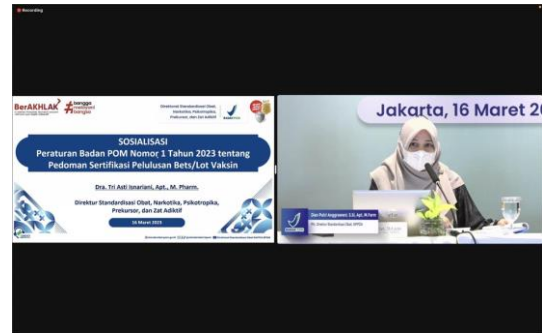 Recording
BerAKHLAK
#bangga
melayani
bangsa
Direktorat Standardisasi Obat,
Narkotika, Psikotropika,
Prekursor, dan Zat Adiktif
BADAN POM
SOSIALISASI
Peraturan Badan POM Nomor 1 Tahun 2023 tentang
Pedoman Sertifikasi Pelulusan Bets/Lot Vaksin
Dra. Tri Asti Isnariani, Apt., M. Pharm.
Direktur Standardisasi Obat, Narkotika, Psikotropika,
Prekursor, dan Zat Adiktif
16 Maret 2023
Jakarta, 16 Maret 20